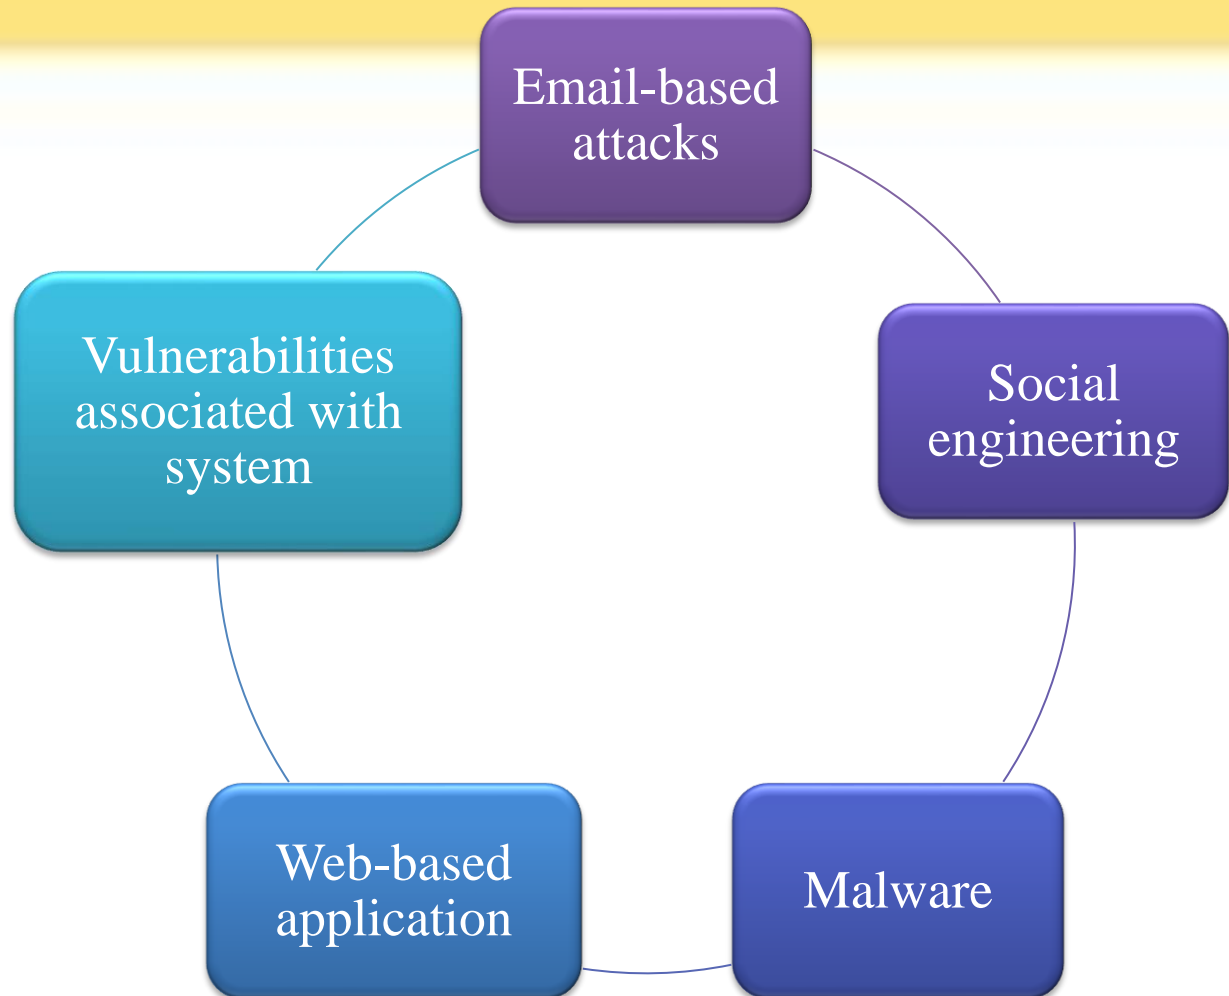 Email-based
attacks
Social
engineering
Malware
Web-based
application
Vulnerabilities
associated with
system